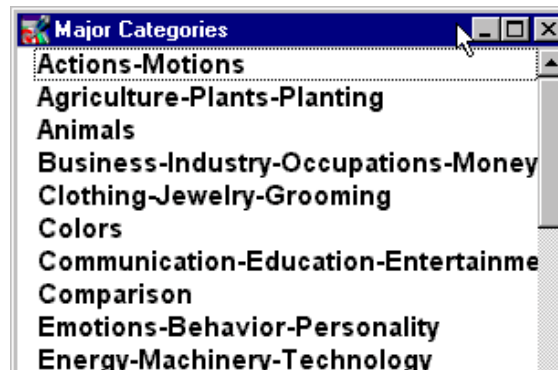 Major Categories
Actions-Motions
Agriculture-Plants-Planting
Animals
Business-Industry-Occupations-Money
Clothing-Jewelry-Grooming
Colors
Communication-Education-Entertainme
Comparison
Emotions-Behavior-Personality
Energy-Machinery-Technology